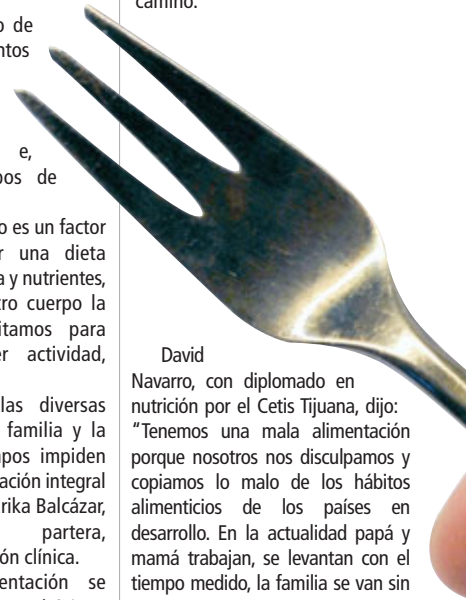 o de
ntos
e,
pos de
o es un factor
r una dieta
a y nutrientes,
tro cuerpo la
itamos para
er actividad,
las diversas
familia y la
npos impiden
ación integral
rika Balcázar,
partera,
ón clínica.
entación se
camino.
David
Navarro, con diplomado en
nutrición por el Cetis Tijuana, dijo:
“Tenemos una mala alimentación
porque nosotros nos disculpamos y
copiamos lo malo de los hábitos
alimenticios de los países en
desarrollo. En la actualidad papá y
mamá trabajan, se levantan con el
tiempo medido, la familia se van sin